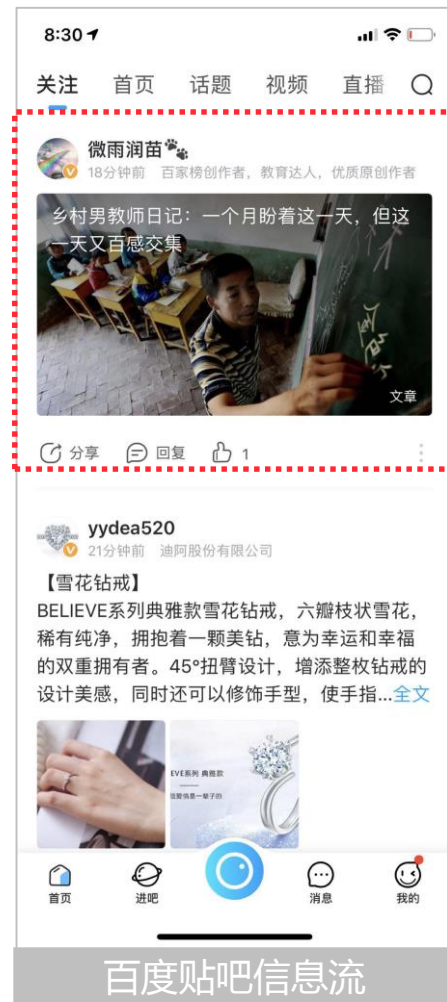 8:30
关注 首页 话题 视频 直播
微雨润苗
18分钟前 百家榜创作者，教育达人，优质原创作者
乡村男教师日记：一个月盼着这一天，但这
一天又百感交集
文章
分享 回复 1
yydea520
21分钟前 迪阿股份有限公司
【雪花钻戒】
BELIEVE系列典雅款雪花钻戒，六瓣枝状雪花，
稀有纯净，拥抱着一颗美钻，意为幸运和幸福
的双重拥有者。45°扭臂设计，增添整枚钻戒的
设计美感，同时还可以修饰手型，使手指...全文
EVE系列 典雅款
首页 进吧 消息 我的
百度贴吧信息流